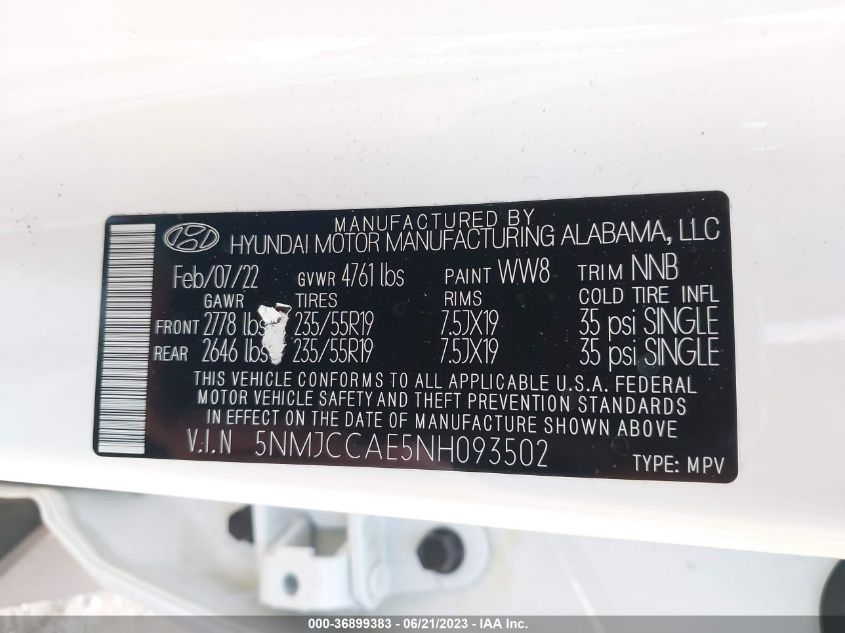 MANUFACTURED BY
HYUNDAI MOTOR MANUFACTURING ALABAMA, LLC
Feb/07/22 GVWR 4761 lbs PAINT WW8 TRIM NNB
GAWR TIRES RIMS COLD TIRE INFL
FRONT 2778 lbs 235/55R19 7.5JX19 35 psi SINGLE
REAR 2646 lbs 235/55R19 7.5JX19 35 psi SINGLE
THIS VEHICLE CONFORMS TO ALL APPLICABLE U.S.A. FEDERAL
MOTOR VEHICLE SAFETY AND THEFT PREVENTION STANDARDS
IN EFFECT ON THE DATE OF MANUFACTURE SHOWN ABOVE
V.I.N 5NMJCCAE5NH093502
TYPE: MPV
000-36899383 - 06/21/2023 - IAA Inc.